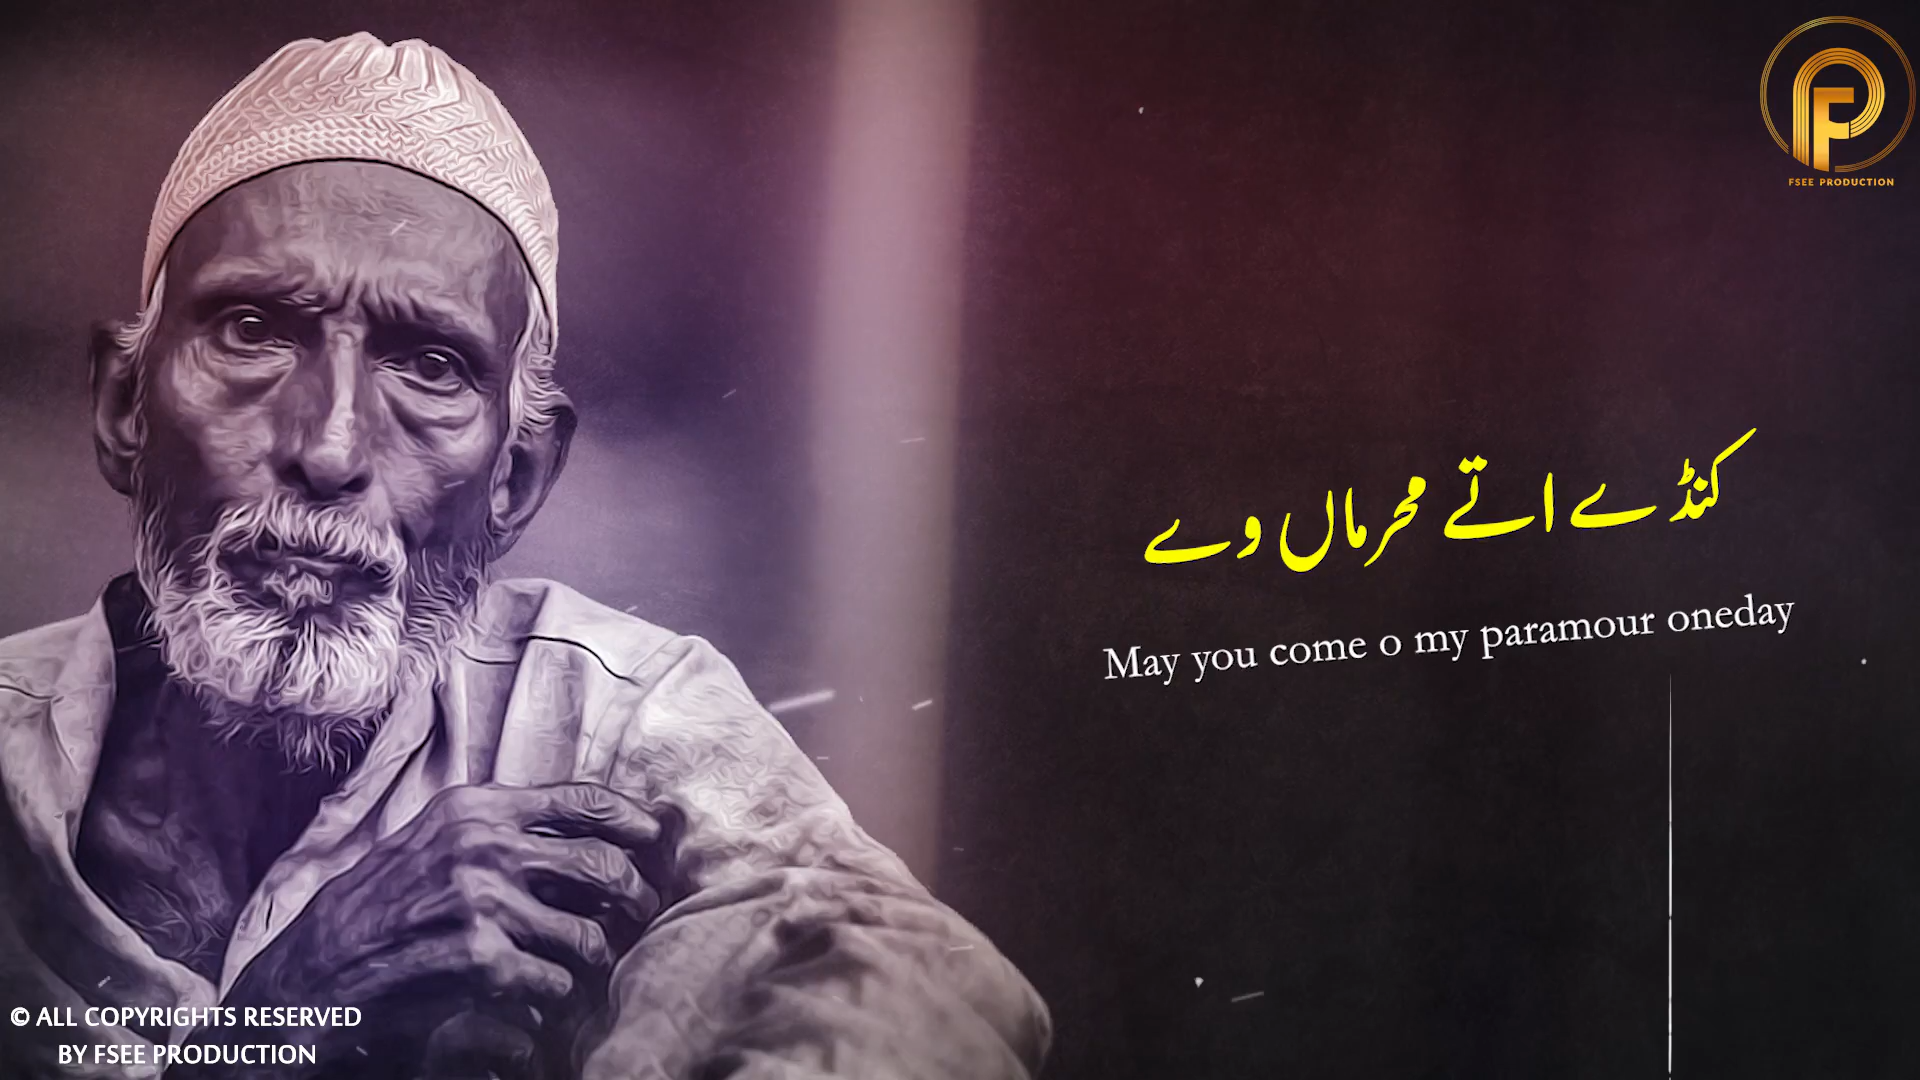 FSEE PRODUCTION
کنڈے اتے محرماں وے
May you come o my paramour oneday
© ALL COPYRIGHTS RESERVED
BY FSEE PRODUCTION